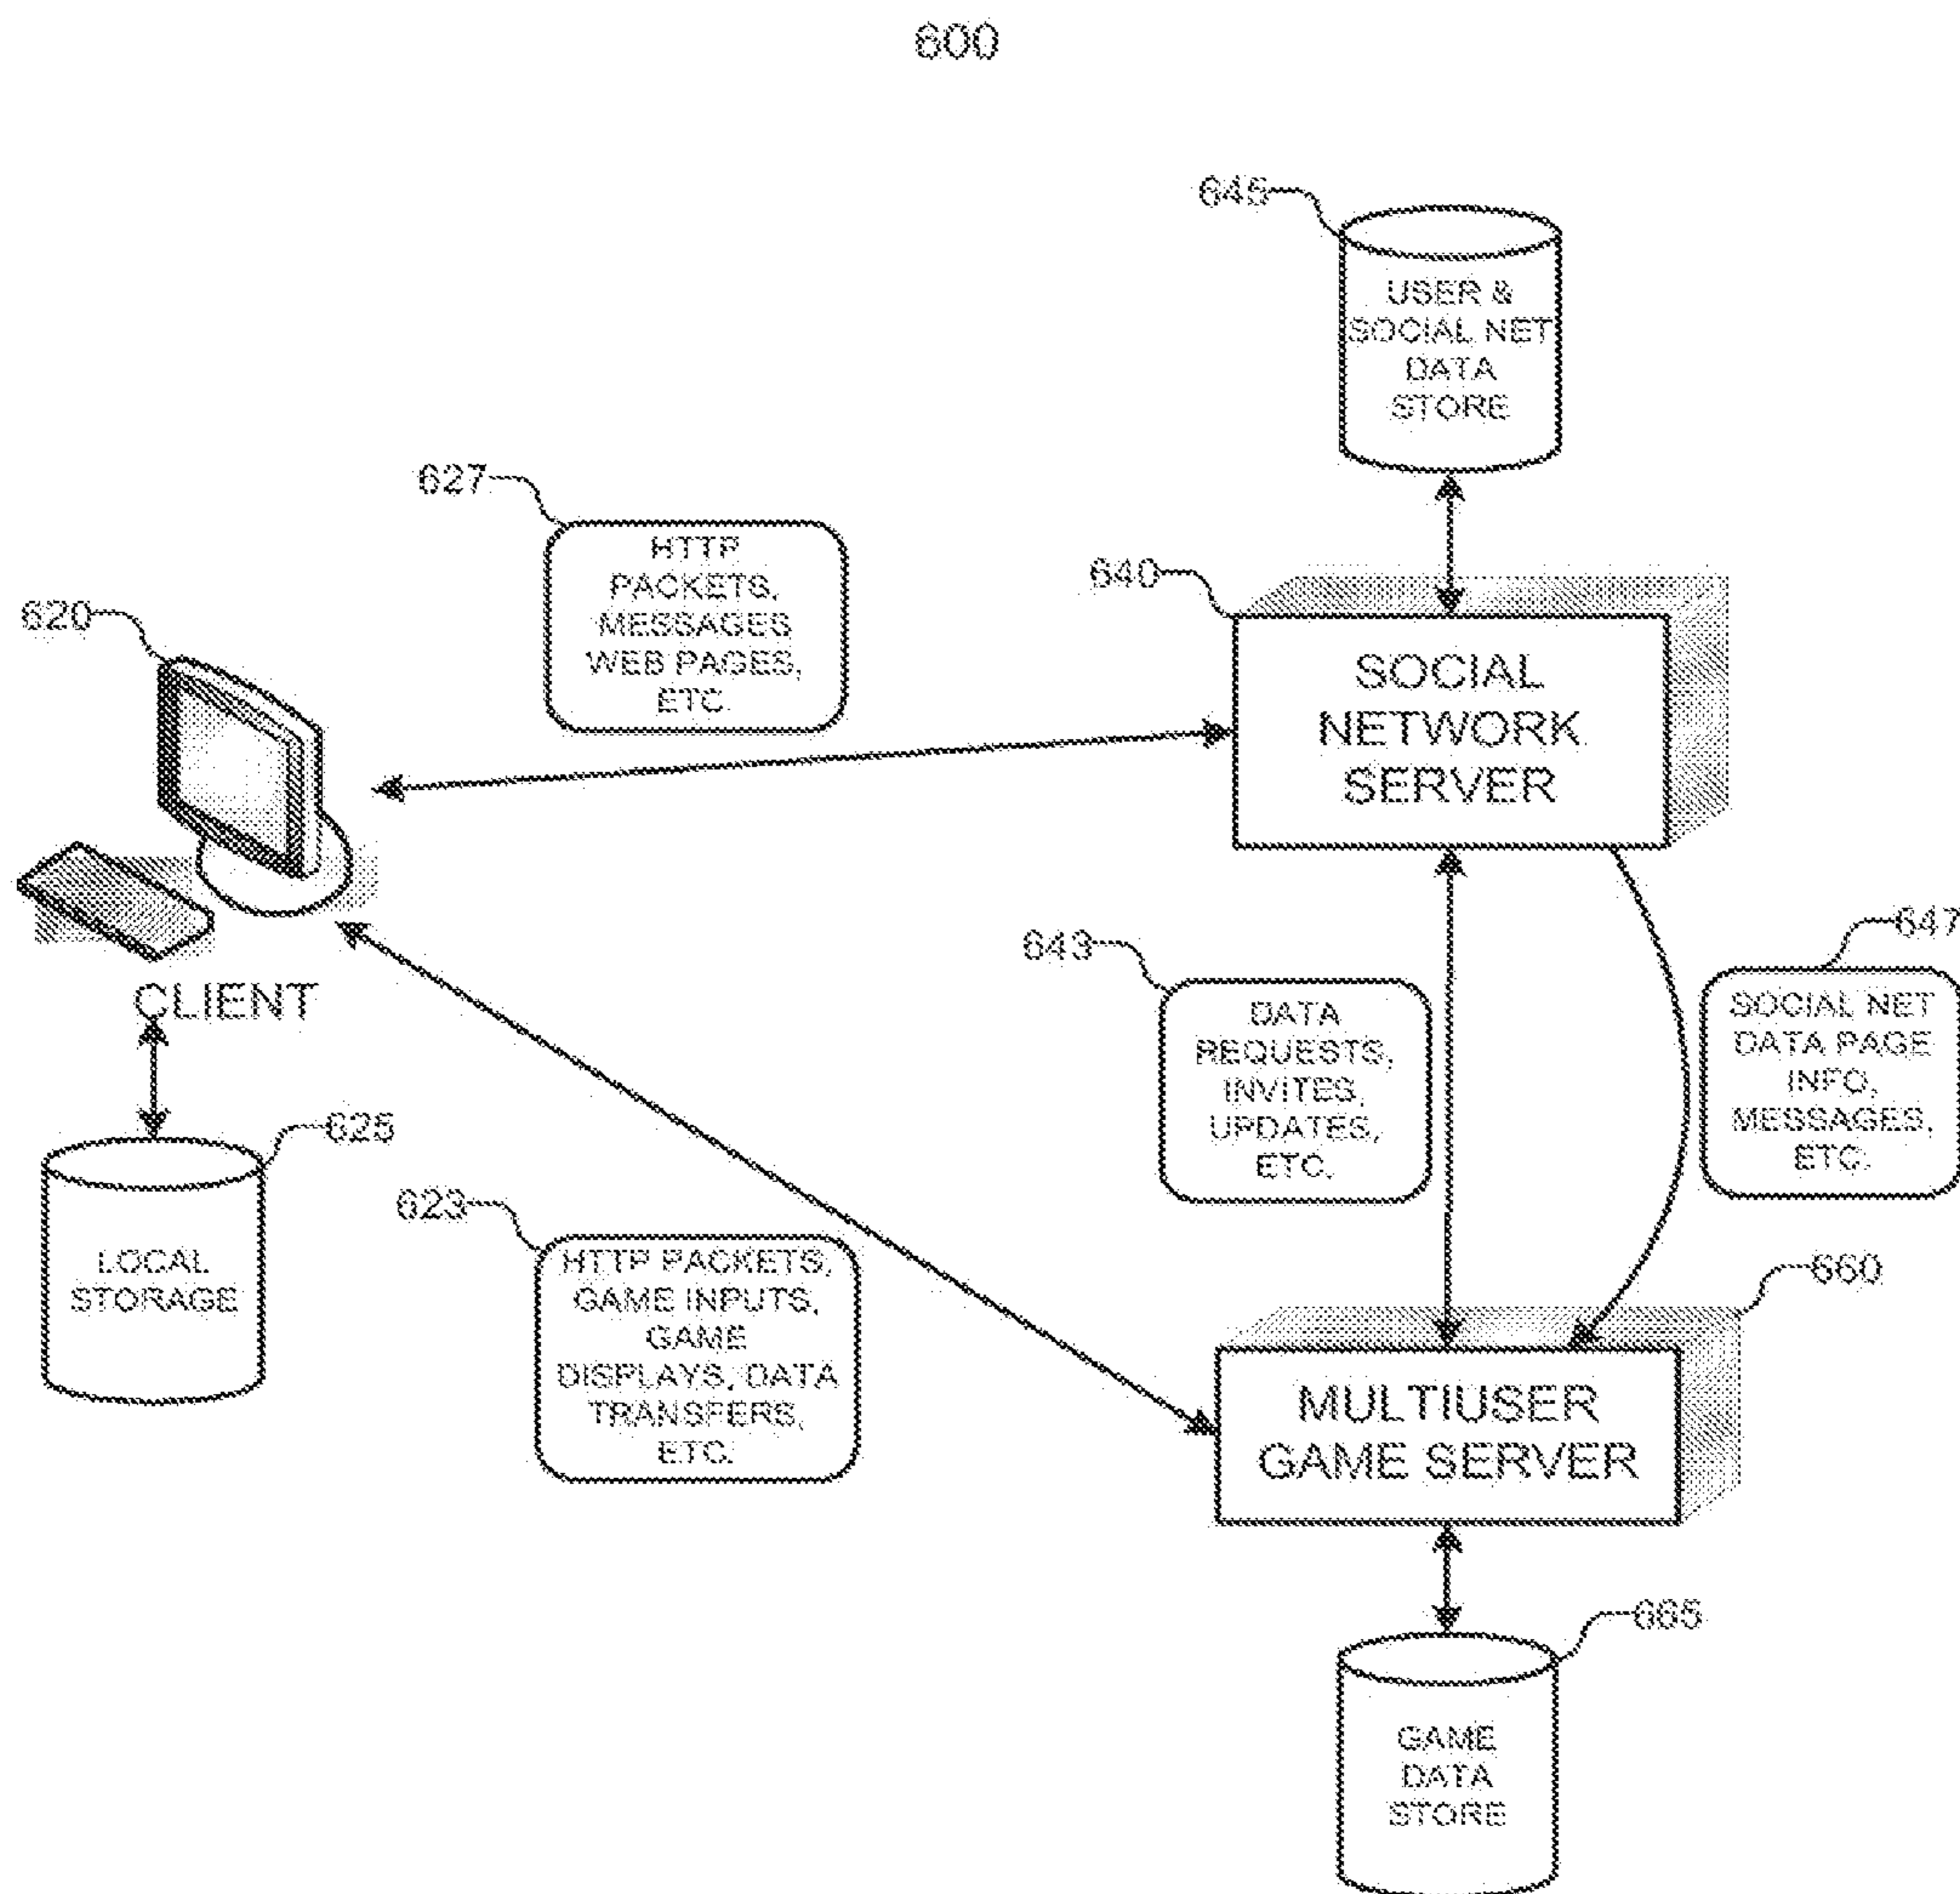 600
645
USER &
SOCIAL NET
DATA
STORE
627
HTTP
PACKETS,
MESSAGES
WEB PAGES,
ETC.
640
SOCIAL
NETWORK
SERVER
620
CLIENT
643
DATA
REQUESTS,
INVITES,
UPDATES,
ETC.
647
SOCIAL NET
DATA PAGE
INFO,
MESSAGES,
ETC.
625
LOCAL
STORAGE
623
HTTP PACKETS,
GAME INPUTS,
GAME
DISPLAYS, DATA
TRANSFERS,
ETC.
660
MULTIUSER
GAME SERVER
665
GAME
DATA
STORE